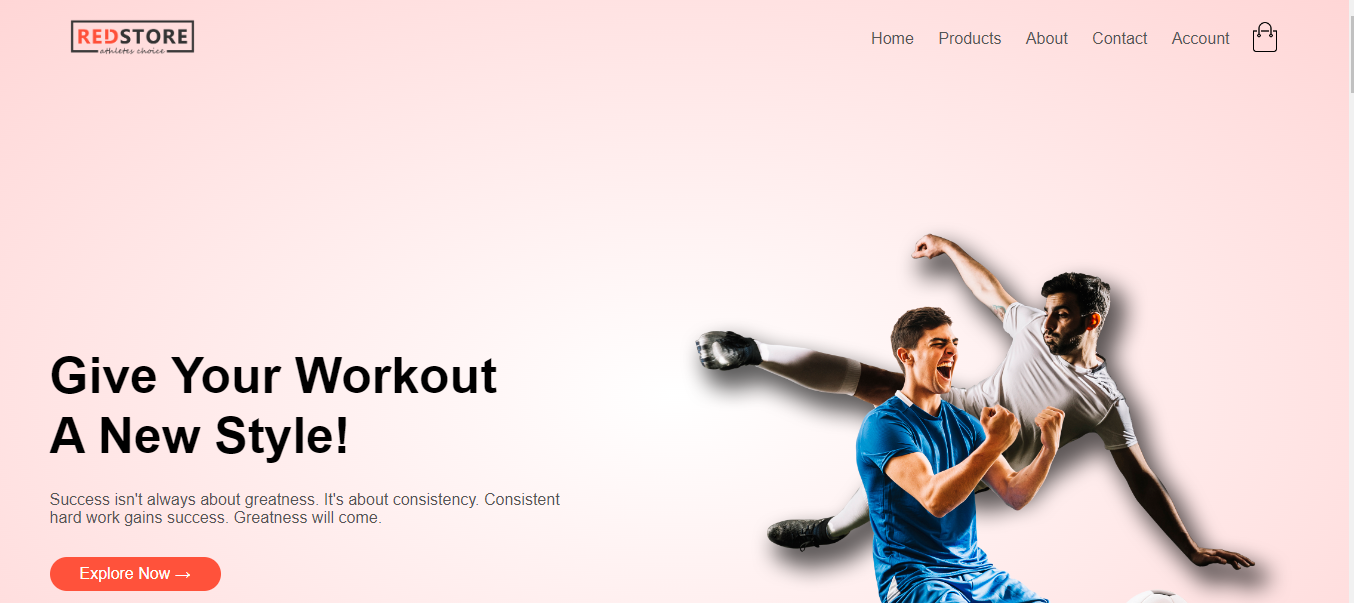 REDSTORE
athletes choice
Home Products About Contact Account
Give Your Workout
A New Style!
Success isn't always about greatness. It's about consistency. Consistent
hard work gains success. Greatness will come.
Explore Now →